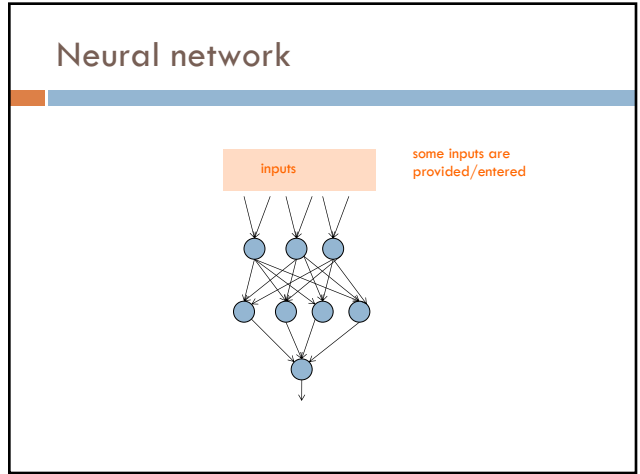 Neural network
inputs
some inputs are
provided/entered